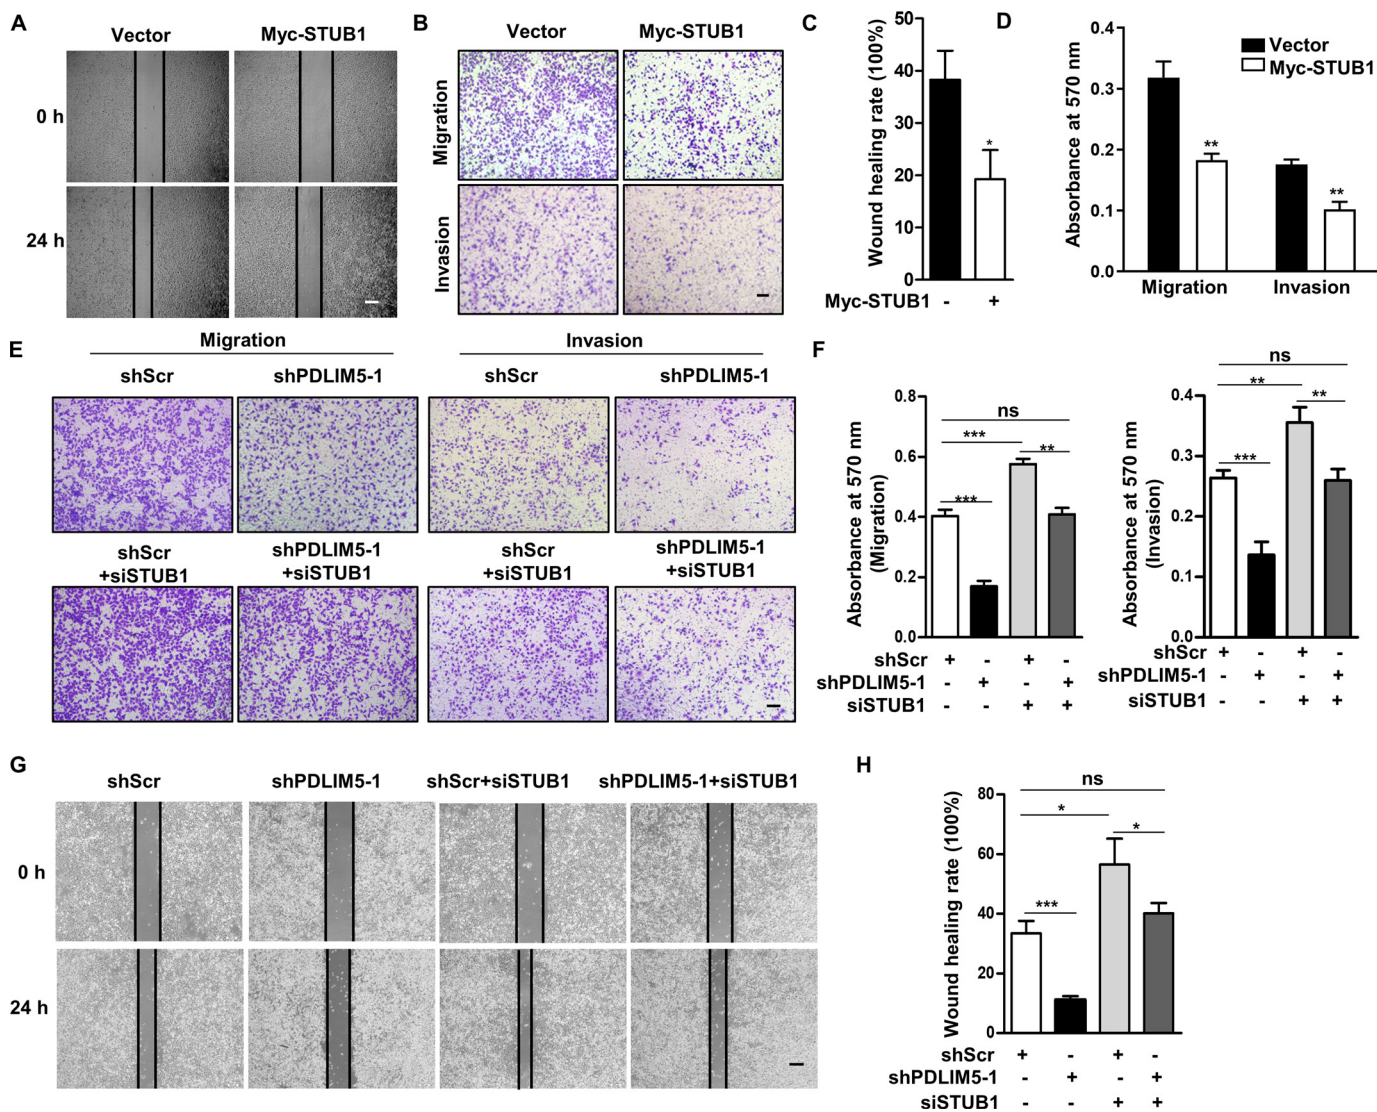 A
Vector
Myc-STUB1
0 h
24 h
B
Vector
Myc-STUB1
Migration
Invasion
C
Wound healing rate (100%)
50
40
30
20
10
0
*
Myc-STUB1
-
+
D
Absorbance at 570 nm
0.4
0.3
0.2
0.1
0.0
Vector
Myc-STUB1
**
**
Migration
Invasion
E
Migration
Invasion
shScr
shPDLIM5-1
shScr
shPDLIM5-1
shScr
+siSTUB1
shPDLIM5-1
+siSTUB1
shScr
+siSTUB1
shPDLIM5-1
+siSTUB1
F
Absorbance at 570 nm
(Migration)
0.8
0.6
0.4
0.2
0.0
ns
***
**
***
shScr + - + -
shPDLIM5-1 - + - +
siSTUB1 - - + +
Absorbance at 570 nm
(Invasion)
0.4
0.3
0.2
0.1
0.0
ns
**
**
***
shScr + - + -
shPDLIM5-1 - + - +
siSTUB1 - - + +
G
shScr
shPDLIM5-1
shScr+siSTUB1
shPDLIM5-1+siSTUB1
0 h
24 h
H
Wound healing rate (100%)
80
60
40
20
0
ns
*
*
***
shScr + - + -
shPDLIM5-1 - + - +
siSTUB1 - - + +